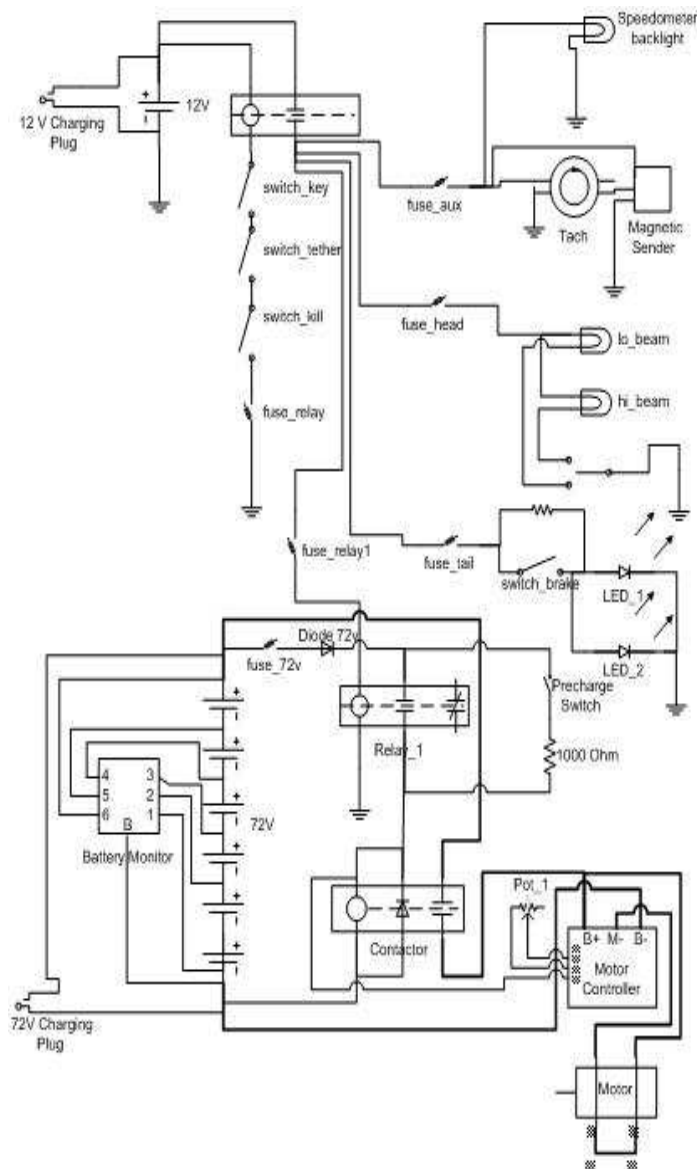 Speedometer
backlight
12V
+
-
12 V Charging
Plug
switch_key
fuse_aux
Tach
Magnetic
Sender
switch_tether
switch_kill
fuse_head
lo_beam
hi_beam
fuse_relay
fuse_relay1
fuse_tail
switch_brake
LED_1
LED_2
Diode 72v
fuse_72v
Precharge
Switch
Relay_1
1000 Ohm
4 3
5 2
6 1
B
Battery Monitor
72V
+
-
+
-
+
-
+
-
+
-
+
-
Contactor
Pot_1
B+ M- B-
Motor
Controller
72V Charging
Plug
Motor